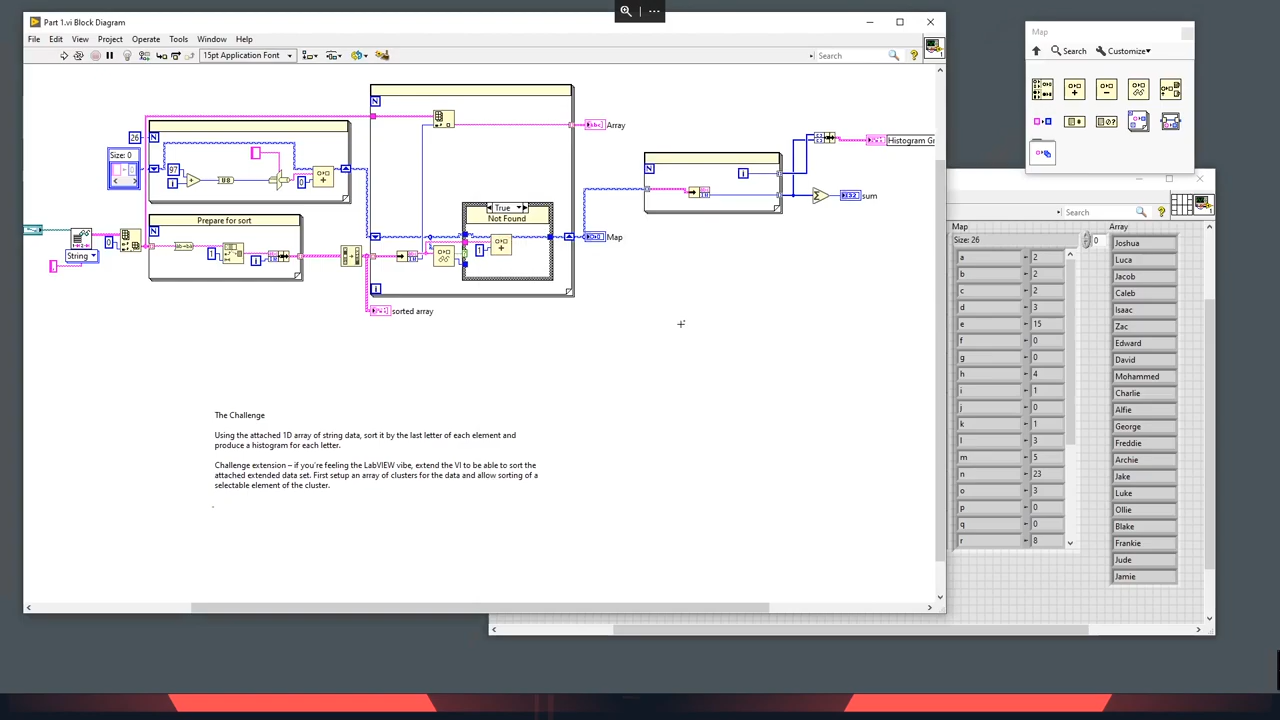 Part 1.vi Block Diagram
File Edit View Project Operate Tools Window Help
15pt Application Font
Search
26
Size: 0
97
i
0
N
Prepare for sort
N
1
i
0
String
N
i
True
Not Found
1
Array
Map
sorted array
N
i
Histogram Gr
sum
The Challenge
Using the attached 1D array of string data, sort it by the last letter of each element and
produce a histogram for each letter.
Challenge extension – if you're feeling the LabVIEW vibe, extend the VI to be able to sort the
attached extended data set. First setup an array of clusters for the data and allow sorting of a
selectable element of the cluster.
Map
Search Customize
Search
Map Array
Size: 26 0 Joshua
a 2 Luca
b 2 Jacob
c 2 Caleb
d 3 Isaac
e 15 Zac
f 0 Edward
g 0 David
h 4 Mohammed
i 1 Charlie
j 0 Alfie
k 1 George
l 3 Freddie
m 5 Archie
n 23 Jake
o 3 Luke
p 0 Ollie
q 0 Blake
r 8 Frankie
Jude
Jamie